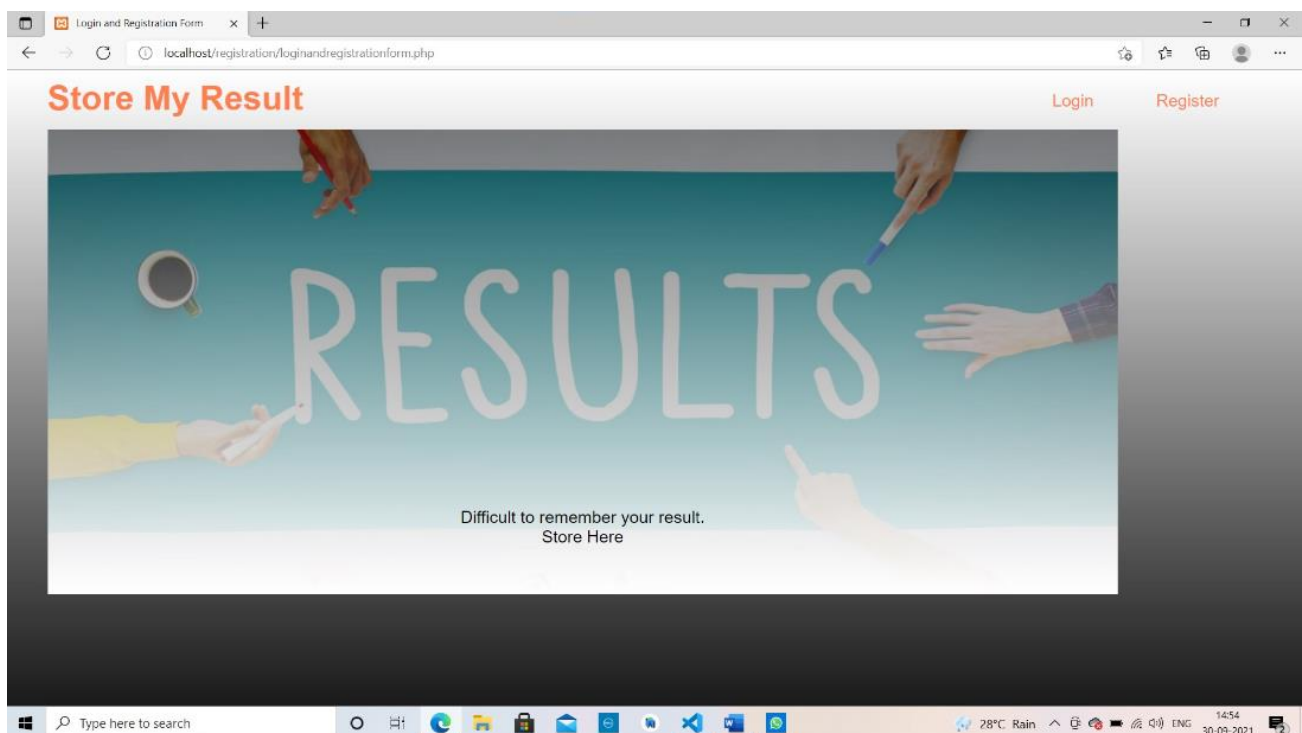 Login and Registration Form
localhost/registration/loginandregistrationform.php
Store My Result
Login Register
RESULTS
Difficult to remember your result.
Store Here
Type here to search
28°C Rain ENG 14:54
30-09-2021
2